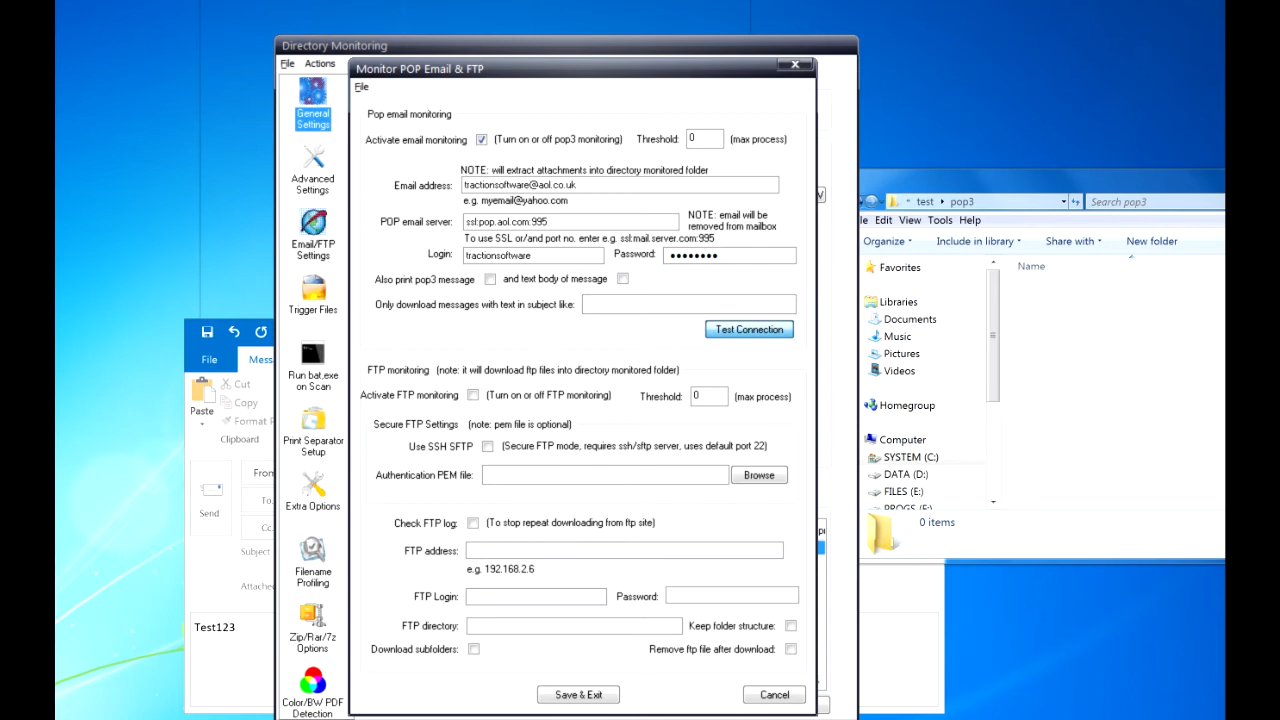 Directory Monitoring
File Actions
General Settings
Advanced Settings
Email/FTP Settings
Trigger Files
Run bat,exe on Scan
Print Separator Setup
Extra Options
Filename Profiling
Zip/Rar/7z Options
Color/BW PDF Detection
Monitor POP Email & FTP
File
Pop email monitoring
Activate email monitoring (Turn on or off pop3 monitoring) Threshold: 0 (max process)
NOTE: will extract attachments into directory monitored folder
Email address: tractionsoftware@aol.co.uk
e.g. myemail@yahoo.com
POP email server: ssl:pop.aol.com:995 NOTE: email will be removed from mailbox
To use SSL or/and port no. enter e.g. ssl:mail.server.com:995
Login: tractionsoftware Password: ••••••••
Also print pop3 message and text body of message
Only download messages with text in subject like:
Test Connection
FTP monitoring (note: it will download ftp files into directory monitored folder)
Activate FTP monitoring (Turn on or off FTP monitoring) Threshold: 0 (max process)
Secure FTP Settings (note: pem file is optional)
Use SSH SFTP (Secure FTP mode, requires ssh/sftp server, uses default port 22)
Authentication PEM file: Browse
Check FTP log: (To stop repeat downloading from ftp site)
FTP address:
e.g. 192.168.2.6
FTP Login: Password:
FTP directory: Keep folder structure:
Download subfolders: Remove ftp file after download:
Save & Exit Cancel
File Mess
Paste
Cut
Copy
Format P
Clipboard
Send
From
To...
Cc...
Subject
Attache
Test123
test pop3 Search pop3
le Edit View Tools Help
Organize Include in library Share with New folder
Name
Favorites
Libraries
Documents
Music
Pictures
Videos
Homegroup
Computer
SYSTEM (C:)
DATA (D:)
FILES (E:)
PROGS (F:)
0 items